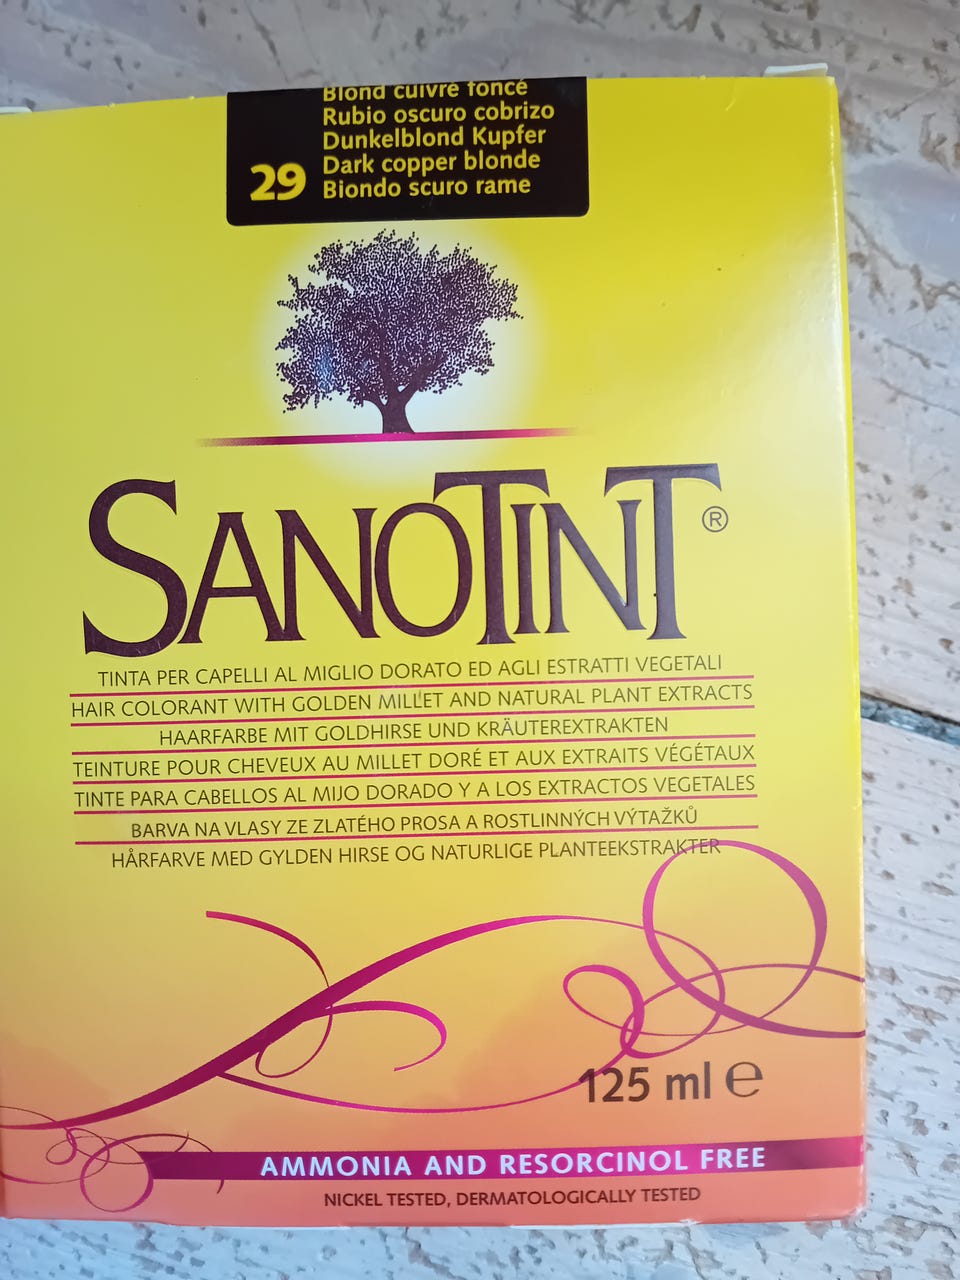 Blond cuivré foncé
Rubio oscuro cobrizo
Dunkelblond Kupfer
29 Dark copper blonde
Biondo scuro rame
SANOTINT®
TINTA PER CAPELLI AL MIGLIO DORATO ED AGLI ESTRATTI VEGETALI
HAIR COLORANT WITH GOLDEN MILLET AND NATURAL PLANT EXTRACTS
HAARFARBE MIT GOLDHIRSE UND KRÄUTEREXTRAKTEN
TEINTURE POUR CHEVEUX AU MILLET DORÉ ET AUX EXTRAITS VÉGÉTAUX
TINTE PARA CABELLOS AL MIJO DORADO Y A LOS EXTRACTOS VEGETALES
BARVA NA VLASY ZE ZLATÉHO PROSA A ROSTLINNÝCH VÝTAŽKŮ
HÅRFARVE MED GYLDEN HIRSE OG NATURLIGE PLANTEEKSTRAKTER
125 ml ℮
AMMONIA AND RESORCINOL FREE
NICKEL TESTED, DERMATOLOGICALLY TESTED